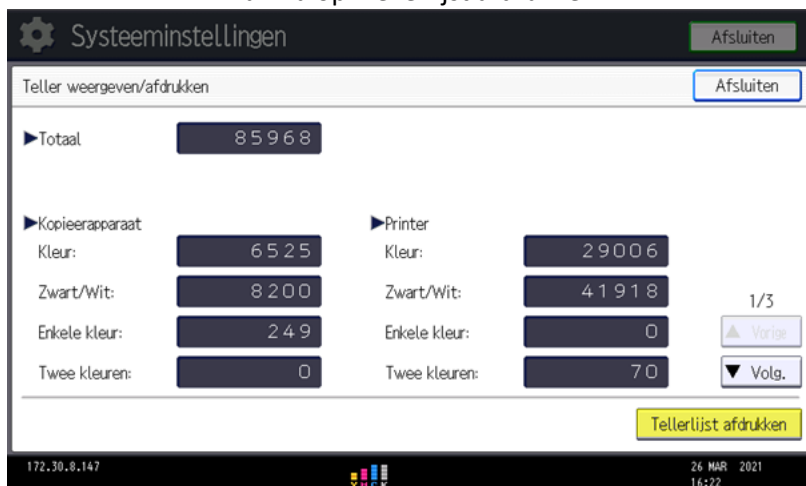 Systeeminstellingen
Afsluiten
Teller weergeven/afdrukken
Afsluiten
►Totaal 85968
►Kopieerapparaat
Kleur: 6525
Zwart/Wit: 8200
Enkele kleur: 249
Twee kleuren: 0
►Printer
Kleur: 29006
Zwart/Wit: 41918
Enkele kleur: 0
Twee kleuren: 70
1/3
▲ Vorige
▼ Volg.
Tellerlijst afdrukken
172.30.8.147
Y M C K
26 MAR 2021
16:22